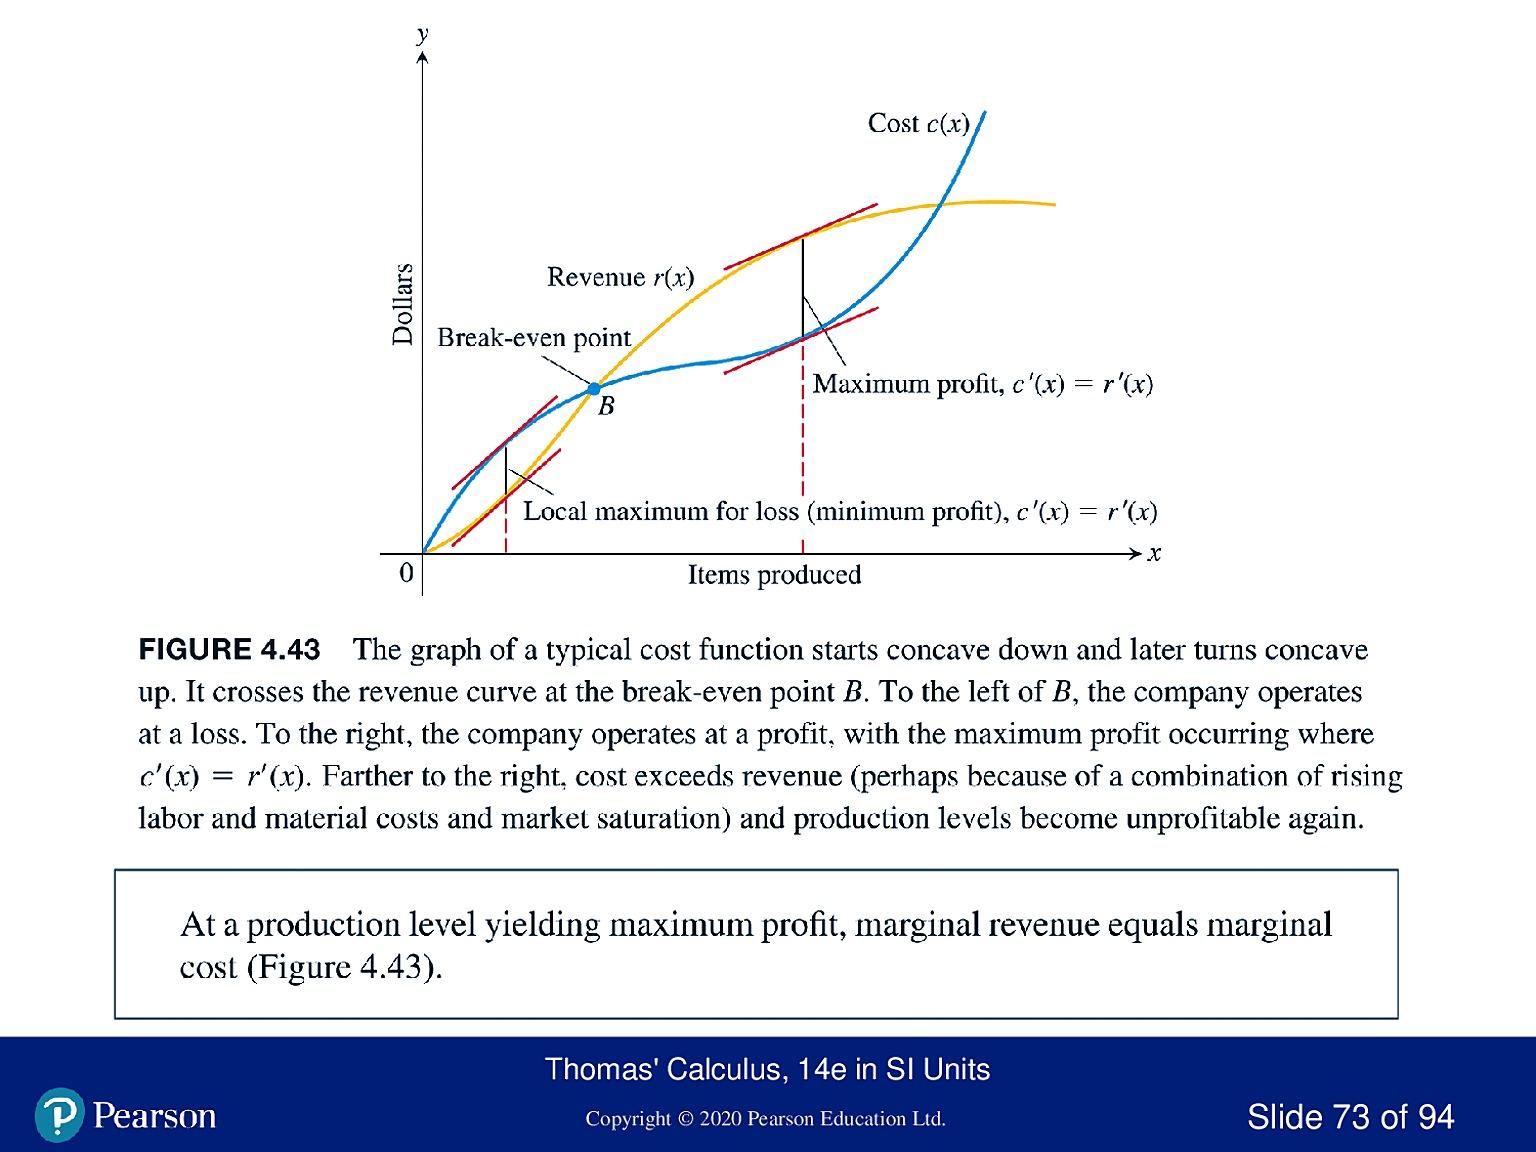 y
Cost c(x)
Revenue r(x)
Dollars
Break-even point
B
Maximum profit, c′(x) = r′(x)
Local maximum for loss (minimum profit), c′(x) = r′(x)
x
0
Items produced
FIGURE 4.43 The graph of a typical cost function starts concave down and later turns concave
up. It crosses the revenue curve at the break-even point B. To the left of B, the company operates
at a loss. To the right, the company operates at a profit, with the maximum profit occurring where
c′(x) = r′(x). Farther to the right, cost exceeds revenue (perhaps because of a combination of rising
labor and material costs and market saturation) and production levels become unprofitable again.
At a production level yielding maximum profit, marginal revenue equals marginal
cost (Figure 4.43).
Thomas' Calculus, 14e in SI Units
P Pearson
Copyright © 2020 Pearson Education Ltd.
Slide 73 of 94